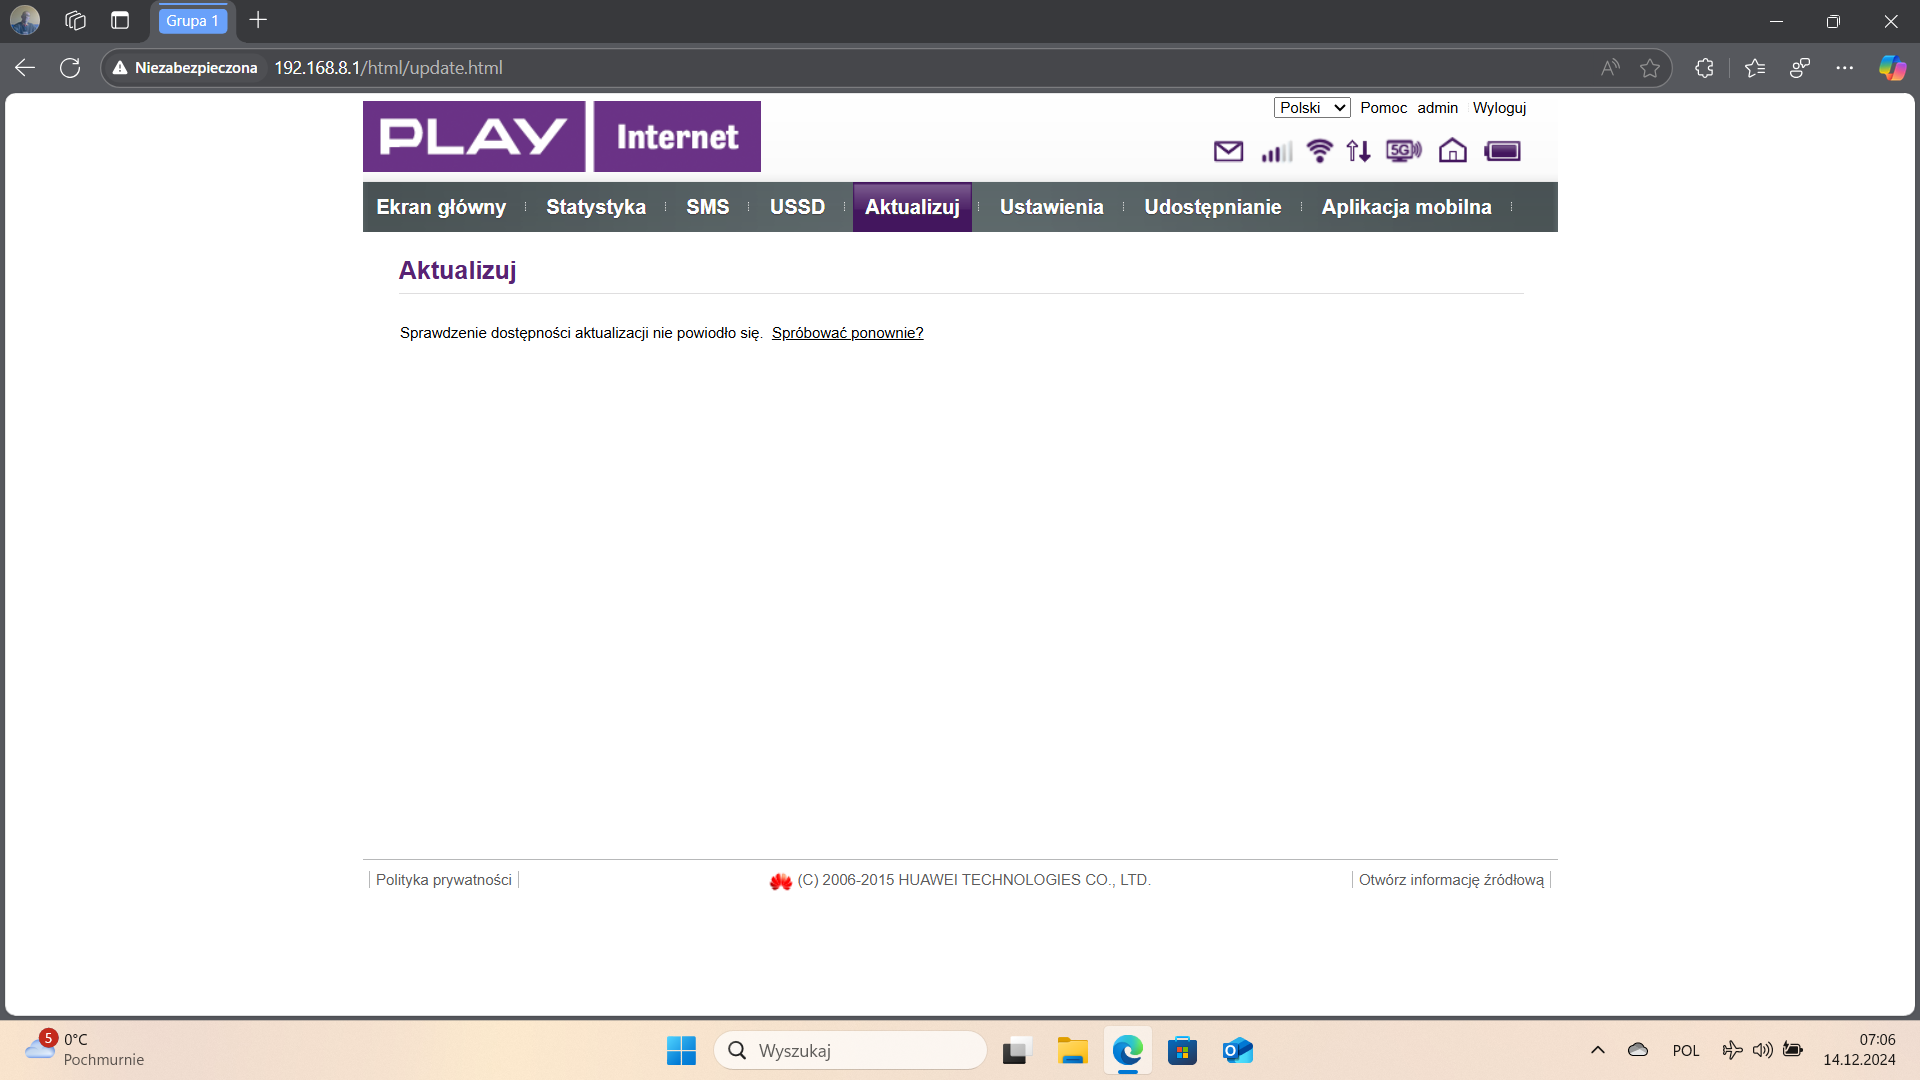 Grupa 1
Niezabezpieczona 192.168.8.1/html/update.html
Polski Pomoc admin Wyloguj
PLAY Internet
5G
Ekran główny Statystyka SMS USSD Aktualizuj Ustawienia Udostępnianie Aplikacja mobilna
Aktualizuj
Sprawdzenie dostępności aktualizacji nie powiodło się. Spróbować ponownie?
Polityka prywatności (C) 2006-2015 HUAWEI TECHNOLOGIES CO., LTD. Otwórz informację źródłową
5 0°C
Pochmurnie
Wyszukaj
POL
07:06
14.12.2024